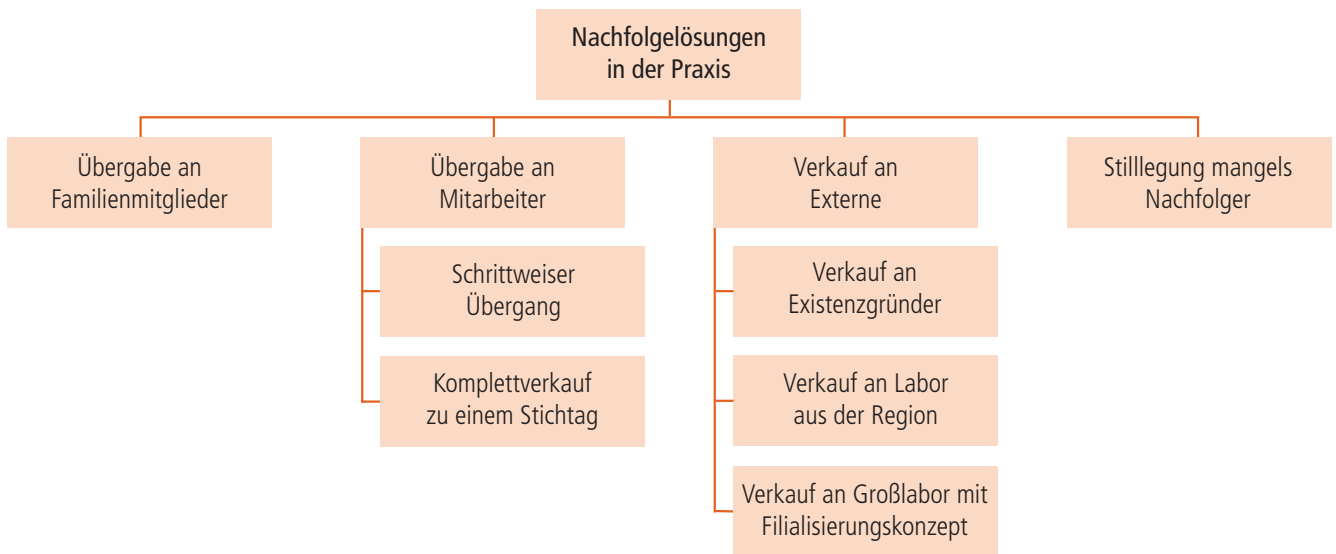 Nachfolgelösungen
in der Praxis
Übergabe an
Familienmitglieder
Übergabe an
Mitarbeiter
Schrittweiser
Übergang
Komplettverkauf
zu einem Stichtag
Verkauf an
Externe
Verkauf an
Existenzgründer
Verkauf an Labor
aus der Region
Verkauf an Großlabor mit
Filialisierungskonzept
Stilllegung mangels
Nachfolger